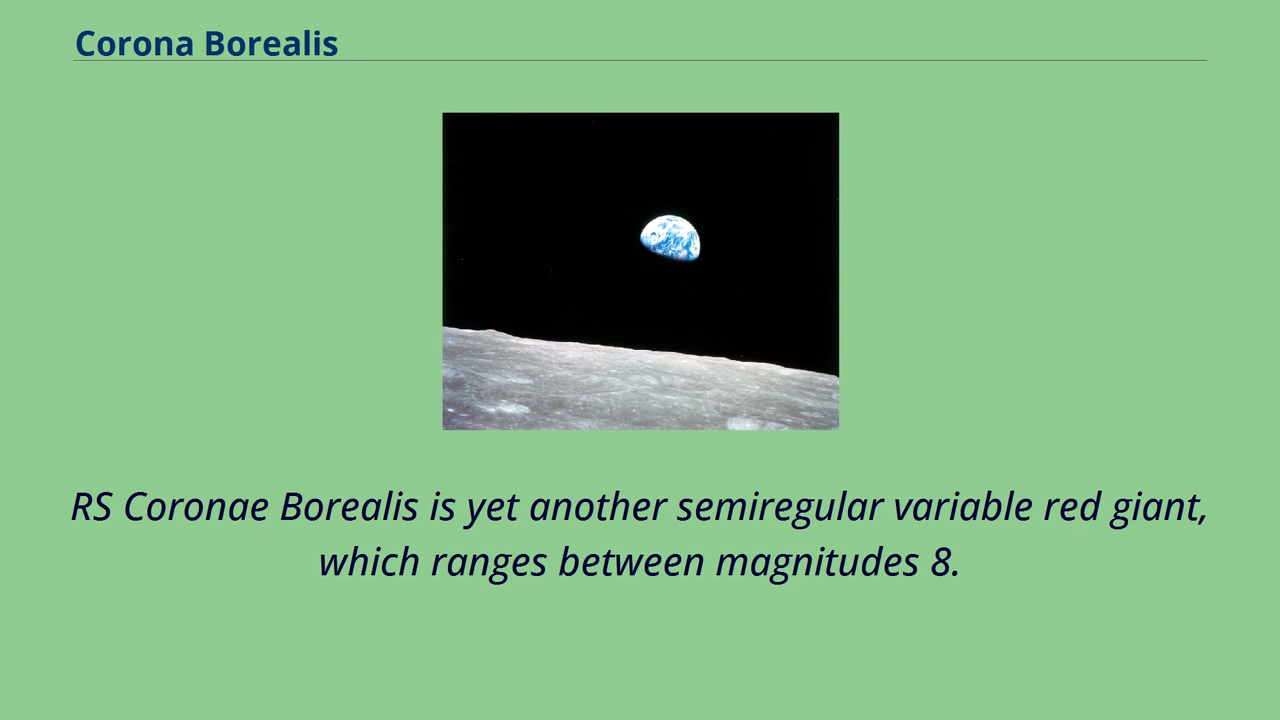 Corona Borealis
RS Coronae Borealis is yet another semiregular variable red giant,
which ranges between magnitudes 8.